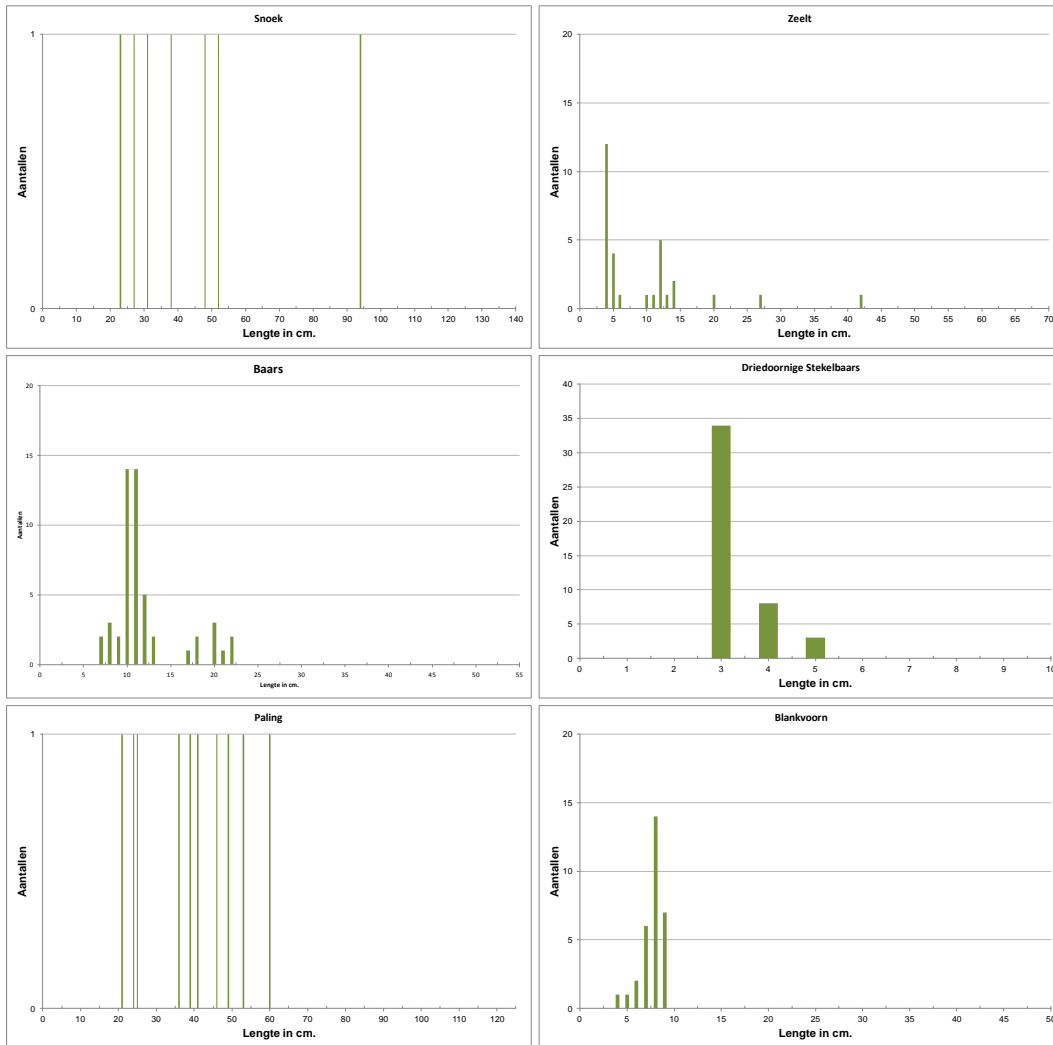 Snoek
1
0
Aantallen
0 10 20 30 40 50 60 70 80 90 100 110 120 130 140
Lengte in cm.
Zeelt
20
15
10
5
0
Aantallen
0 5 10 15 20 25 30 35 40 45 50 55 60 65 70
Lengte in cm.
Baars
20
15
10
5
0
Aantallen
0 5 10 15 20 25 30 35 40 45 50 55
Lengte in cm.
Driedoornige Stekelbaars
40
35
30
25
20
15
10
5
0
Aantallen
0 1 2 3 4 5 6 7 8 9 10
Lengte in cm.
Paling
1
0
Aantallen
0 10 20 30 40 50 60 70 80 90 100 110 120
Lengte in cm.
Blankvoorn
20
15
10
5
0
Aantallen
0 5 10 15 20 25 30 35 40 45 50
Lengte in cm.